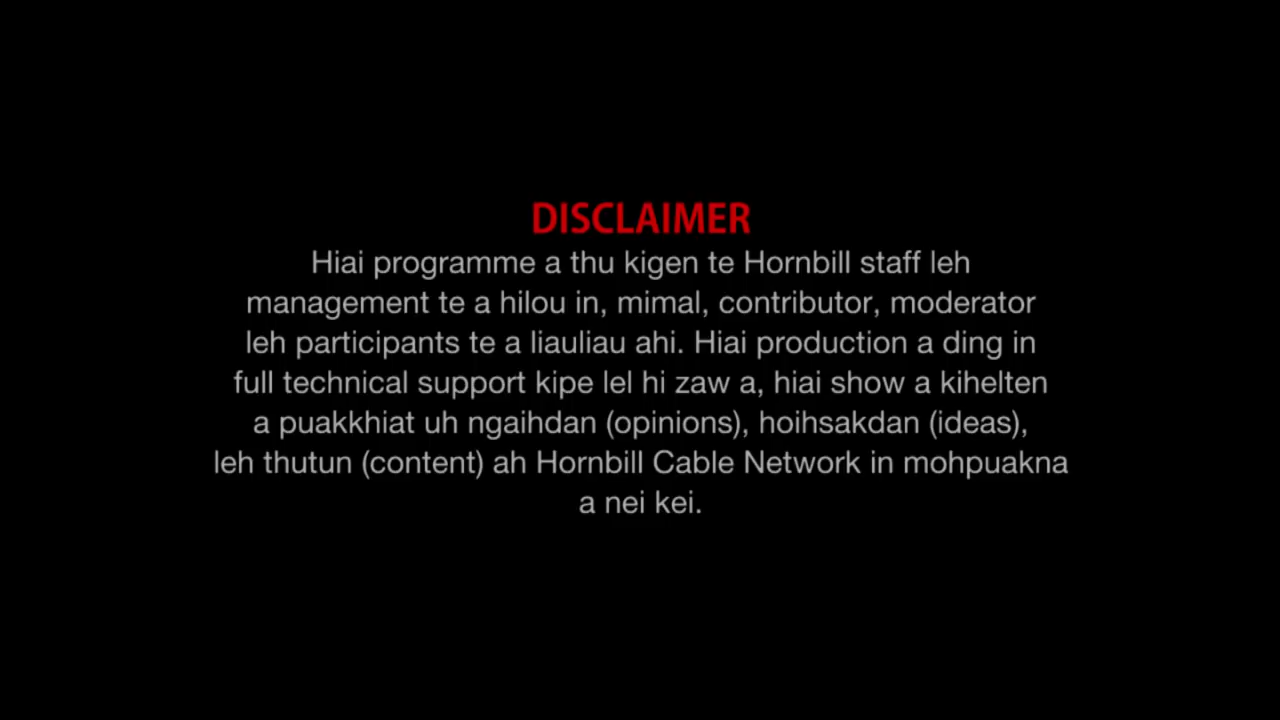 DISCLAIMER
Hiai programme a thu kigen te Hornbill staff leh
management te a hilou in, mimal, contributor, moderator
leh participants te a liauliau ahi. Hiai production a ding in
full technical support kipe lel hi zaw a, hiai show a kihelten
a puakkhiat uh ngaihdan (opinions), hoihsakdan (ideas),
leh thutun (content) ah Hornbill Cable Network in mohpuakna
a nei kei.